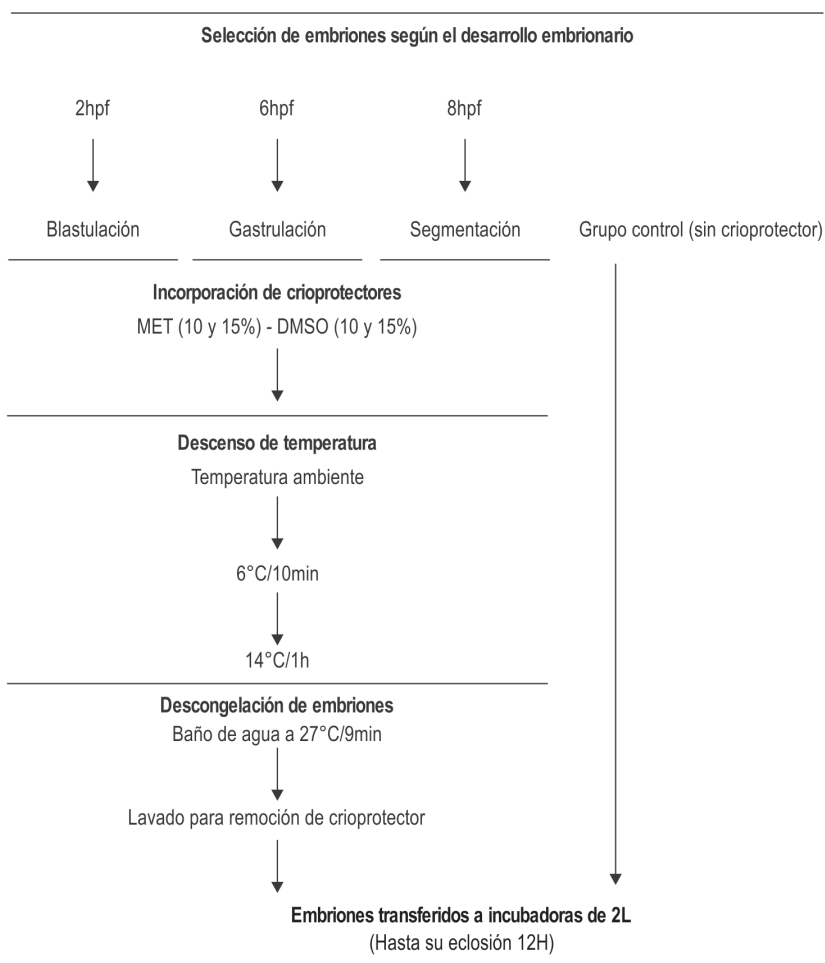 Selección de embriones según el desarrollo embrionario
2hpf 6hpf 8hpf
Blastulación Gastrulación Segmentación Grupo control (sin crioprotector)
Incorporación de crioprotectores
MET (10 y 15%) - DMSO (10 y 15%)
Descenso de temperatura
Temperatura ambiente
6°C/10min
14°C/1h
Descongelación de embriones
Baño de agua a 27°C/9min
Lavado para remoción de crioprotector
Embriones transferidos a incubadoras de 2L
(Hasta su eclosión 12H)